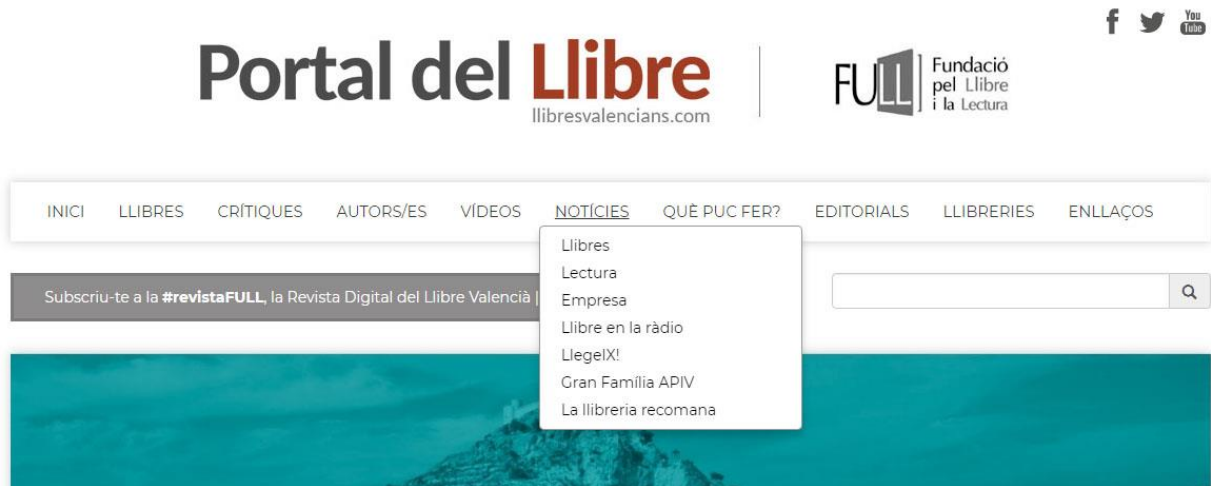 You
Tube
Portal del Llibre
llibresvalencians.com
FULL
Fundació
pel Llibre
i la Lectura
INICI LLIBRES CRÍTIQUES AUTORS/ES VÍDEOS NOTÍCIES QUÈ PUC FER? EDITORIALS LLIBRERIES ENLLAÇOS
Llibres
Lectura
Empresa
Llibre en la ràdio
LlegeIX!
Gran Família APIV
La llibreria recomana
Subscriu-te a la #revistaFULL, la Revista Digital del Llibre Valencià |